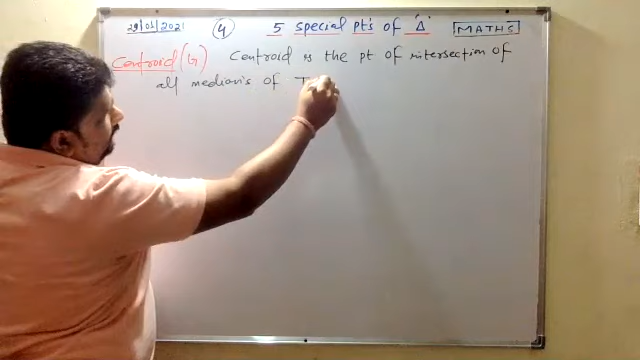 29/01/2021 4 5 special pt's of 'Δ' MATHS
Centroid (G) Centroid is the pt of intersection of
all median's of T